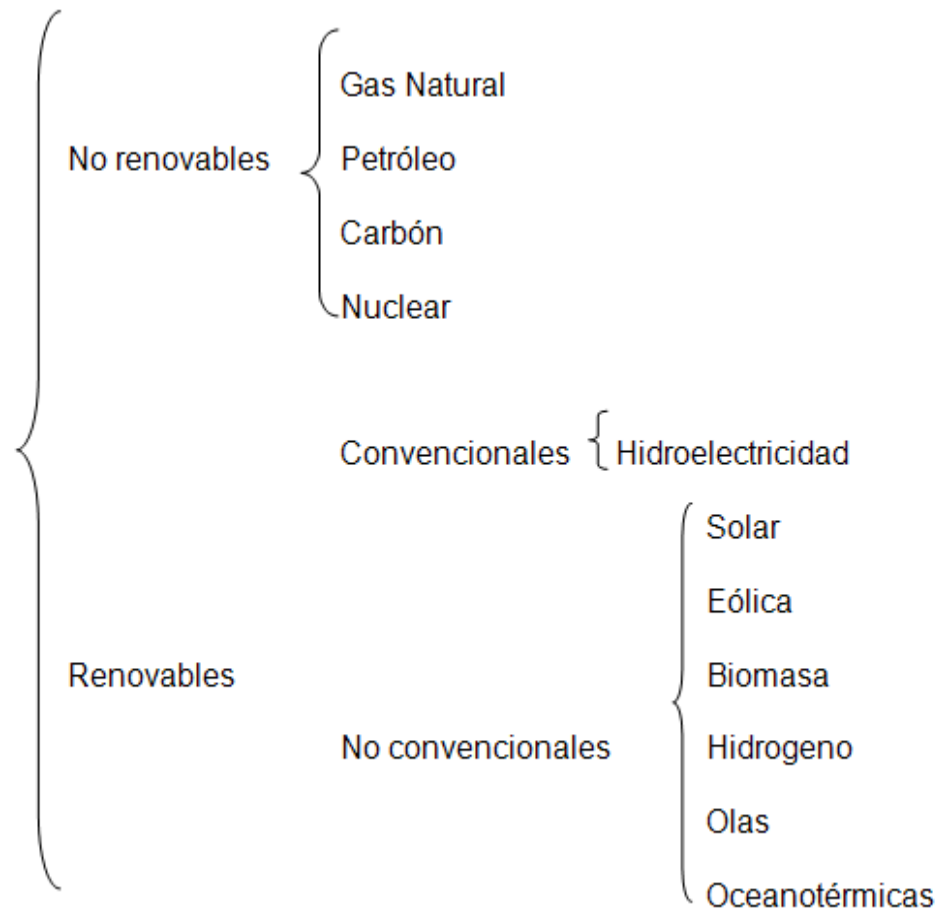 Gas Natural
No renovables
Petróleo
Carbón
Nuclear
Convencionales
Hidroelectricidad
Solar
Eólica
Renovables
Biomasa
No convencionales
Hidrogeno
Olas
Oceanotérmicas